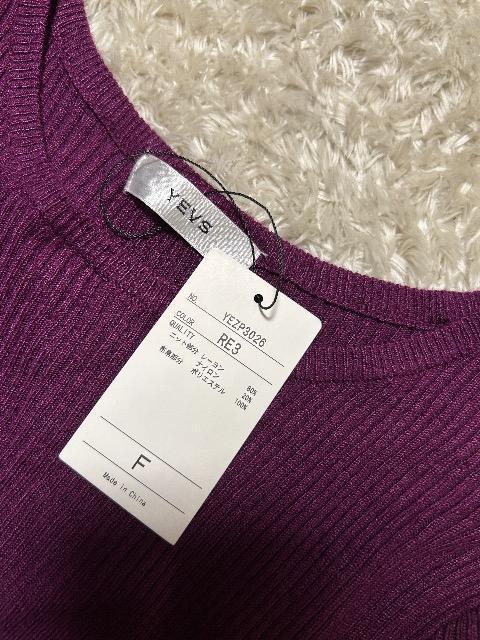 YEVS
NO. YEZP3026
COLOR RE3
QUALITY
ニット部分 レーヨン 80%
ナイロン 20%
布帛部分 ポリエステル 100%
F
Made in China